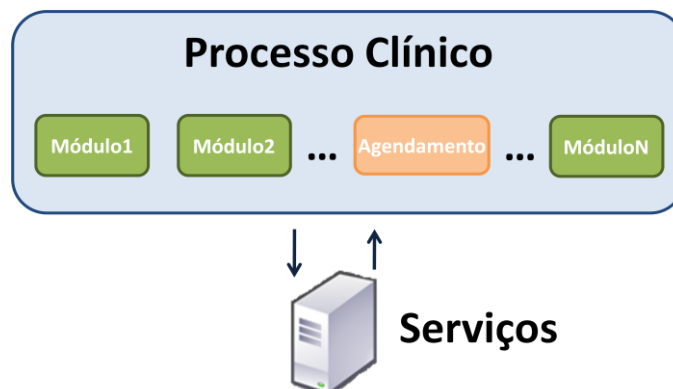 Processo Clínico
Módulo1 Módulo2 ... Agendamento ... MóduloN
Serviços